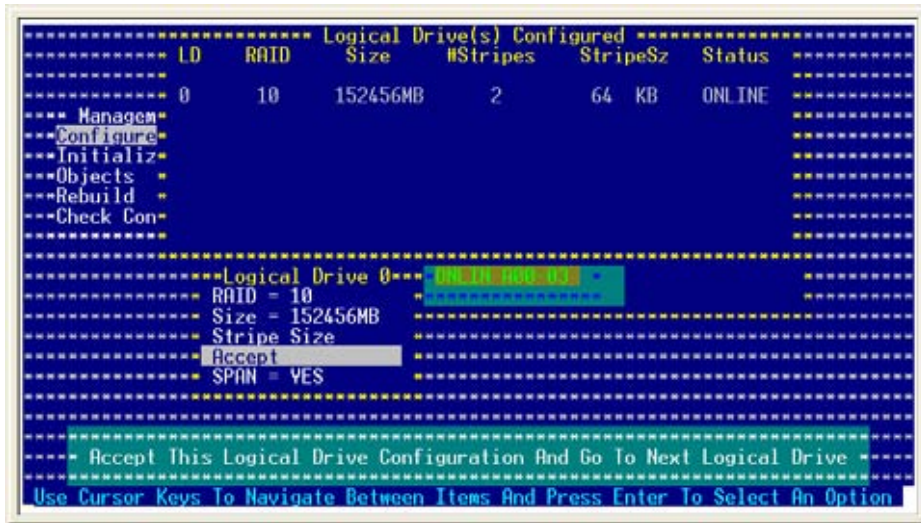 Logical Drive(s) Configured
LD RAID Size #Stripes StripeSz Status
0 10 152456MB 2 64 KB ONLINE
Managem
Configure
Initializ
Objects
Rebuild
Check Con
Logical Drive 0
ONLIN A00-03
RAID = 10
Size = 152456MB
Stripe Size
Accept
SPAN = YES
Accept This Logical Drive Configuration And Go To Next Logical Drive
Use Cursor Keys To Navigate Between Items And Press Enter To Select An Option